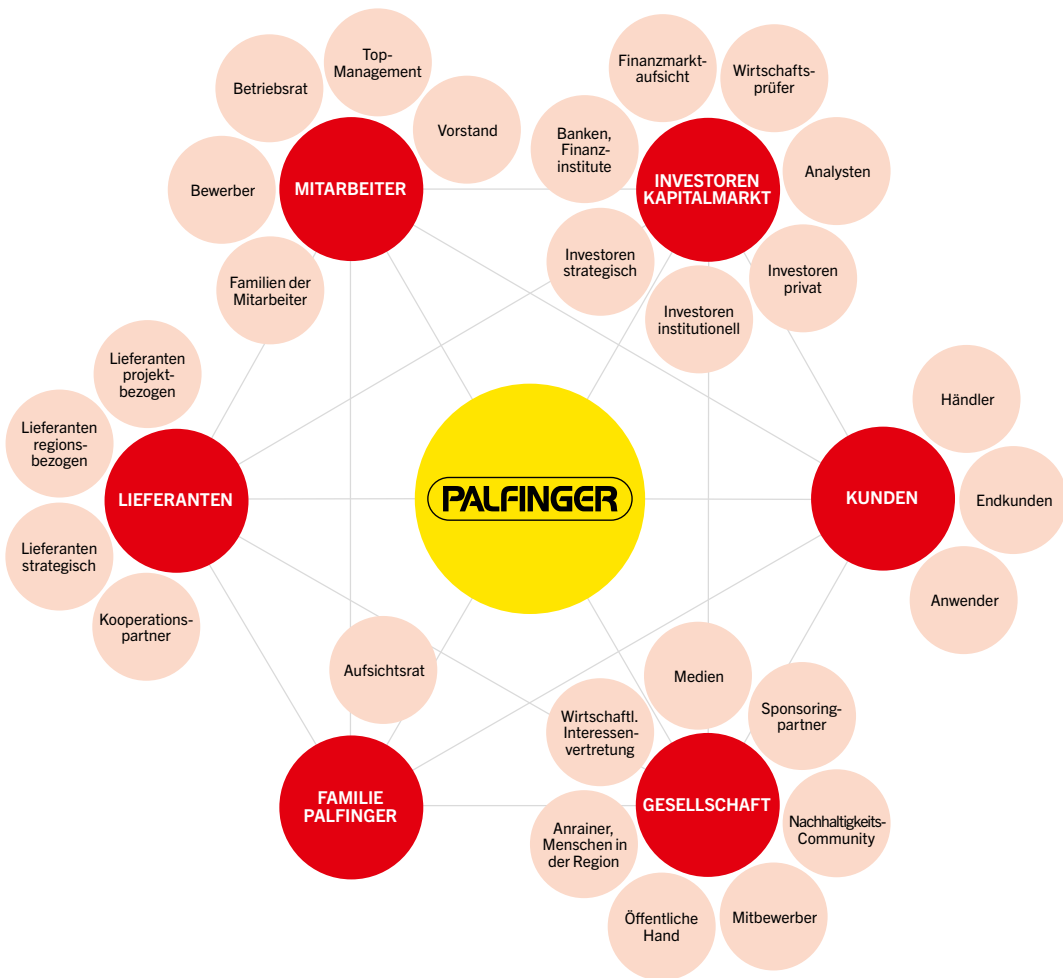 Top-
Management
Betriebsrat
Vorstand
Bewerber
MITARBEITER
Familien der
Mitarbeiter
Finanzmarkt-
aufsicht
Wirtschafts-
prüfer
Banken,
Finanz-
institute
INVESTOREN
KAPITALMARKT
Analysten
Investoren
strategisch
Investoren
privat
Investoren
institutionell
Lieferanten
projekt-
bezogen
Lieferanten
regions-
bezogen
LIEFERANTEN
Lieferanten
strategisch
Kooperations-
partner
PALFINGER
Händler
KUNDEN
Endkunden
Anwender
Aufsichtsrat
FAMILIE
PALFINGER
Medien
Sponsoring-
partner
Wirtschaftl.
Interessen-
vertretung
GESELLSCHAFT
Nachhaltigkeits-
Community
Anrainer,
Menschen in
der Region
Öffentliche
Hand
Mitbewerber